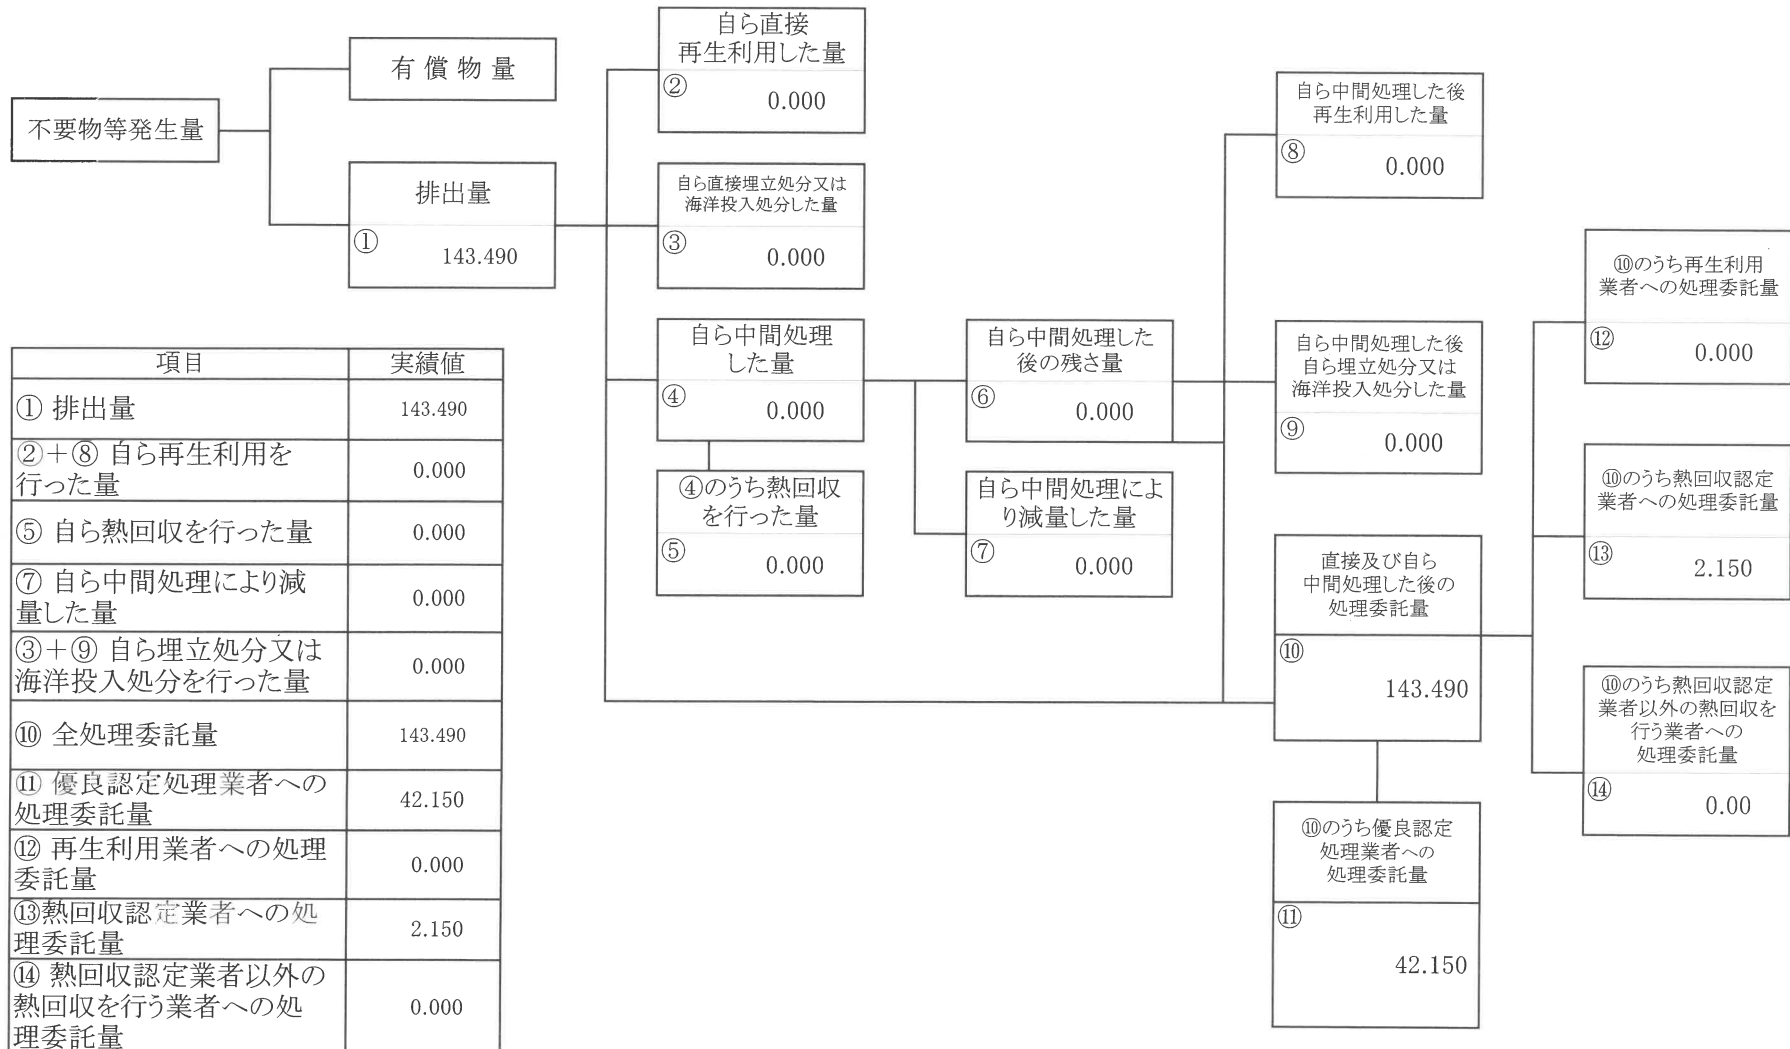 不要物等発生量
有償物量
排出量
①
143.490
自ら直接
再生利用した量
②
0.000
自ら直接埋立処分又は
海洋投入処分した量
③
0.000
自ら中間処理
した量
④
0.000
④のうち熱回収
を行った量
⑤
0.000
自ら中間処理した
後の残さ量
⑥
0.000
自ら中間処理によ
り減量した量
⑦
0.000
自ら中間処理した後
再生利用した量
⑧
0.000
自ら中間処理した後
自ら埋立処分又は
海洋投入処分した量
⑨
0.000
直接及び自ら
中間処理した後の
処理委託量
⑩
143.490
⑩のうち優良認定
処理業者への
処理委託量
⑪
42.150
⑩のうち再生利用
業者への処理委託量
⑫
0.000
⑩のうち熱回収認定
業者への処理委託量
⑬
2.150
⑩のうち熱回収認定
業者以外の熱回収を
行う業者への
処理委託量
⑭
0.00
項目 実績値
① 排出量 143.490
②＋⑧ 自ら再生利用を
行った量 0.000
⑤ 自ら熱回収を行った量 0.000
⑦ 自ら中間処理により減
量した量 0.000
③＋⑨ 自ら埋立処分又は
海洋投入処分を行った量 0.000
⑩ 全処理委託量 143.490
⑪ 優良認定処理業者への
処理委託量 42.150
⑫ 再生利用業者への処理
委託量 0.000
⑬熱回収認定業者への処
理委託量 2.150
⑭ 熱回収認定業者以外の
熱回収を行う業者への処
理委託量 0.000